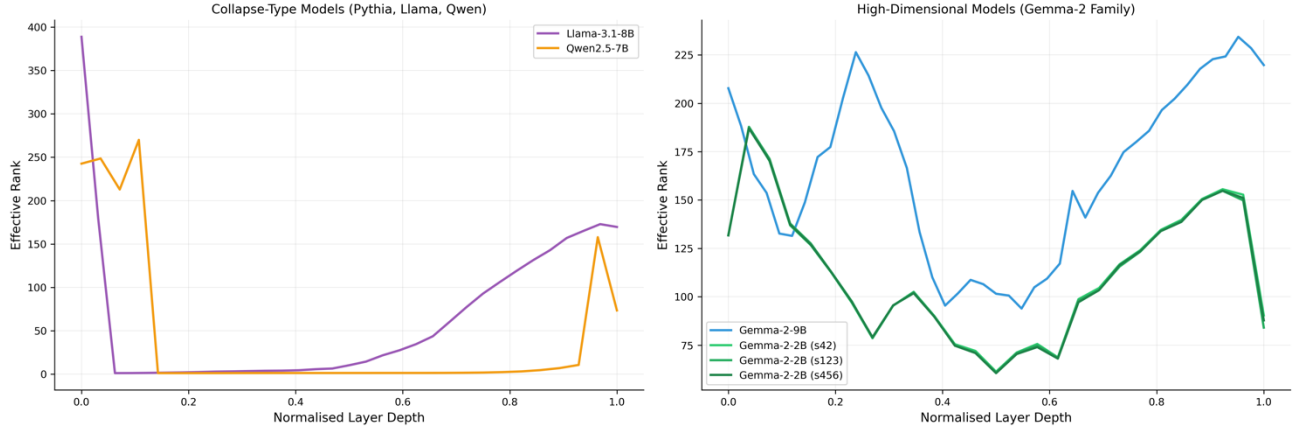 Collapse-Type Models (Pythia, Llama, Qwen)
Effective Rank
400
350
300
250
200
150
100
50
0
Llama-3.1-8B
Qwen2.5-7B
0.0 0.2 0.4 0.6 0.8 1.0
Normalised Layer Depth
High-Dimensional Models (Gemma-2 Family)
Effective Rank
225
200
175
150
125
100
75
Gemma-2-9B
Gemma-2-2B (s42)
Gemma-2-2B (s123)
Gemma-2-2B (s456)
0.0 0.2 0.4 0.6 0.8 1.0
Normalised Layer Depth